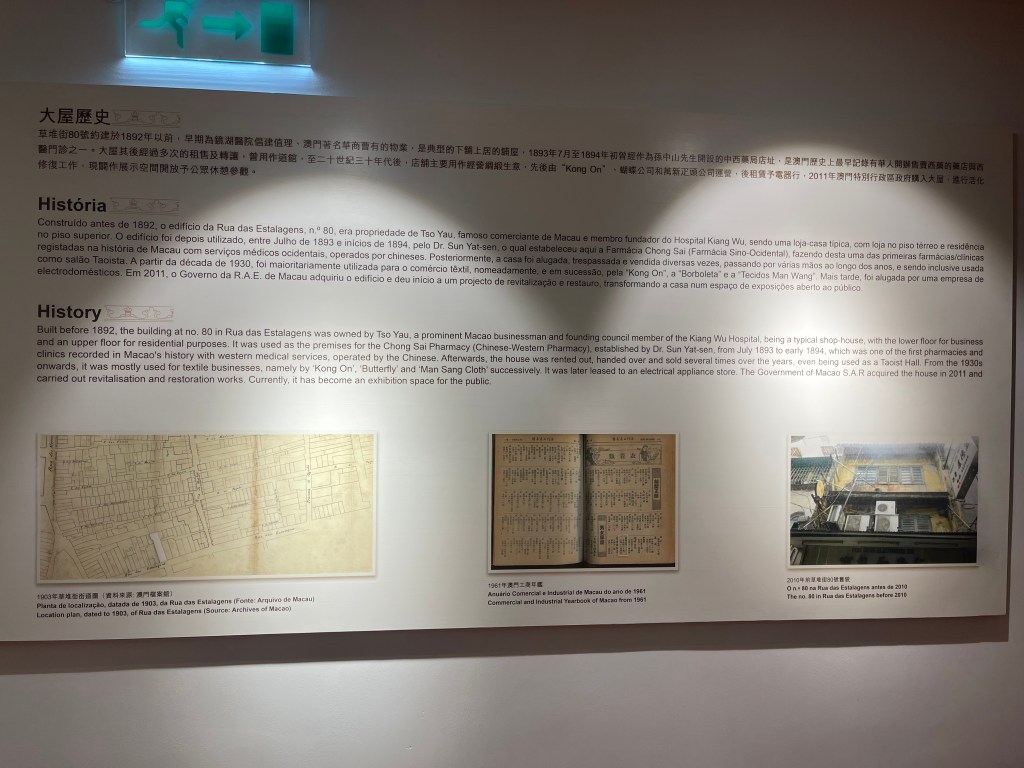 大屋歷史
草堆街80號約建於1892年以前，早期為鏡湖醫院倡建值理、澳門著名華商曹有的物業，是典型的下舖上居的舖屋，1893年7月至1894年初曾經作為孫中山先生開設的中西藥局店址，是澳門歷史上最早記錄有華人開辦售賣西藥的藥店與西
醫門診之一。大屋其後經過多次的租售及轉讓，曾用作道館，至二十世紀三十年代後，店舖主要用作經營綢緞生意，先後由“Kong On”、蝴蝶公司和萬新疋頭公司運營，後租賃予電器行，2011年澳門特別行政區政府購入大屋，進行活化
修復工作，現闢作展示空間開放予公眾休憩參觀。
História
Construído antes de 1892, o edifício da Rua das Estalagens, n.º 80, era propriedade de Tso Yau, famoso comerciante de Macau e membro fundador do Hospital Kiang Wu, sendo uma loja-casa típica, com loja no piso térreo e residência
no piso superior. O edifício foi depois utilizado, entre Julho de 1893 e inícios de 1894, pelo Dr. Sun Yat-sen, o qual estabeleceu aqui a Farmácia Chong Sai (Farmácia Sino-Ocidental), fazendo desta uma das primeiras farmácias/clínicas
registadas na história de Macau com serviços médicos ocidentais, operados por chineses. Posteriormente, a casa foi alugada, trespassada e vendida diversas vezes, passando por várias mãos ao longo dos anos, e sendo inclusive usada
como salão Taoista. A partir da década de 1930, foi maioritariamente utilizada para o comércio têxtil, nomeadamente, e em sucessão, pela “Kong On”, a “Borboleta” e a “Tecidos Man Wang”. Mais tarde, foi alugada por uma empresa de
electrodomésticos. Em 2011, o Governo da R.A.E. de Macau adquiriu o edifício e deu início a um projecto de revitalização e restauro, transformando a casa num espaço de exposições aberto ao público.
History
Built before 1892, the building at no. 80 in Rua das Estalagens was owned by Tso Yau, a prominent Macao businessman and founding council member of the Kiang Wu Hospital, being a typical shop-house, with the lower floor for business
and an upper floor for residential purposes. It was used as the premises for the Chong Sai Pharmacy (Chinese-Western Pharmacy), established by Dr. Sun Yat-sen, from July 1893 to early 1894, which was one of the first pharmacies and
clinics recorded in Macao's history with western medical services, operated by the Chinese. Afterwards, the house was rented out, handed over and sold several times over the years, even being used as a Taoist Hall. From the 1930s
onwards, it was mostly used for textile businesses, namely by ‘Kong On’, ‘Butterfly’ and ‘Man Sang Cloth’ successively. It was later leased to an electrical appliance store. The Government of Macao S.A.R acquired the house in 2011 and
carried out revitalisation and restoration works. Currently, it has become an exhibition space for the public.
1903年草堆街街道圖（資料來源：澳門檔案館）
Planta de localização, datada de 1903, da Rua das Estalagens (Fonte: Arquivo de Macau)
Location plan, dated to 1903, of Rua das Estalagens (Source: Archives of Macao)
1961年澳門工商年鑑
Anuário Comercial e Industrial de Macau do ano de 1961
Commercial and Industrial Yearbook of Macao from 1961
2010年前草堆街80號舊貌
O n.º 80 na Rua das Estalagens antes de 2010
The no. 80 in Rua das Estalagens before 2010